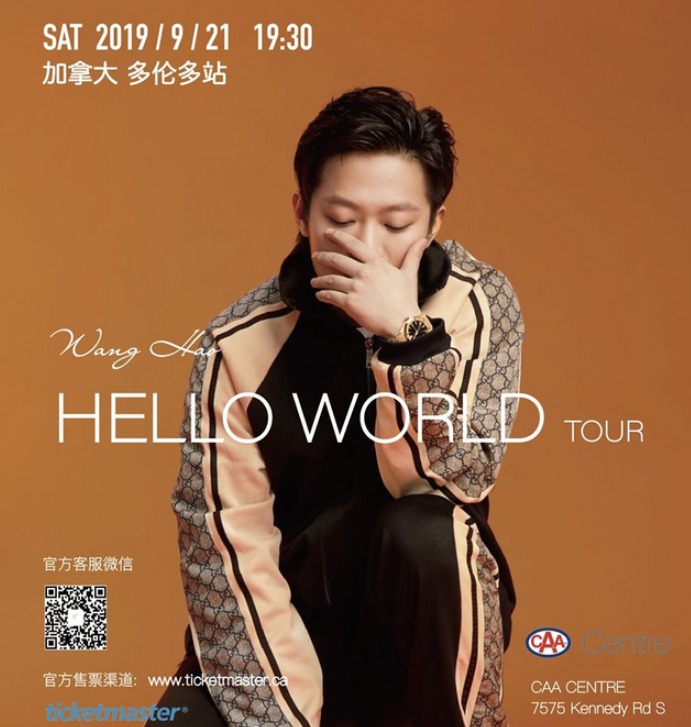 SAT 2019 / 9 / 21 19:30
加拿大 多伦多站
Wang Hao
HELLO WORLD TOUR
官方客服微信
官方售票渠道: www.ticketmaster.ca
ticketmaster®
CAA Centre
CAA CENTRE
7575 Kennedy Rd S